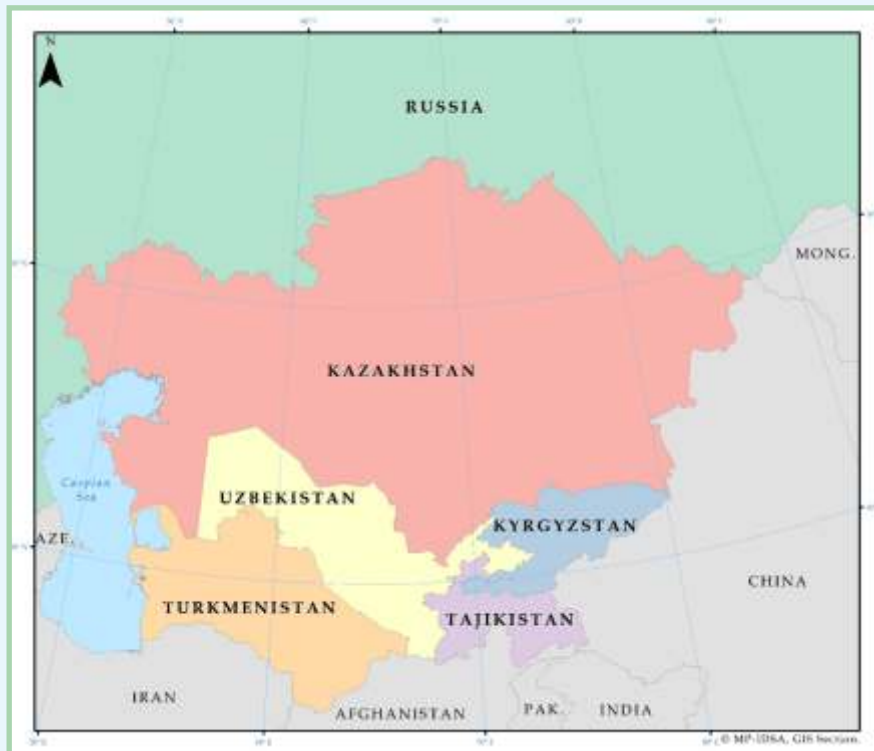 N
RUSSIA
MONG.
KAZAKHSTAN
Caspian
Sea
UZBEKISTAN
KYRGYZSTAN
AZE.
CHINA
TURKMENISTAN
TAJIKISTAN
IRAN
AFGHANISTAN
PAK.
INDIA
© MP-IDSA, GIS Section.